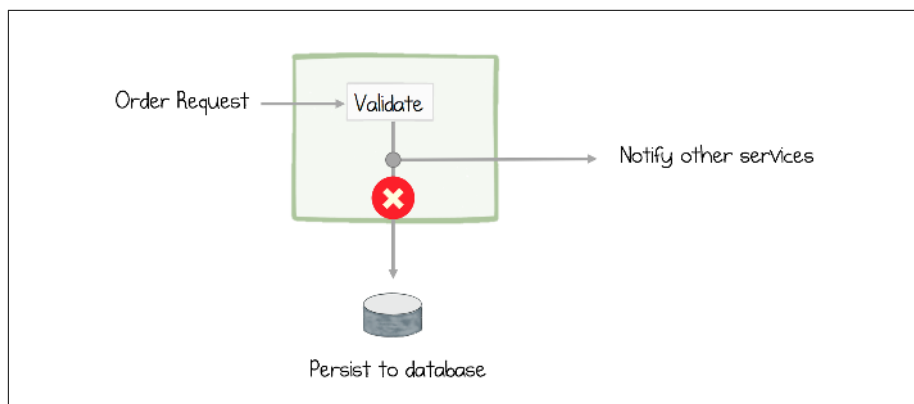 Order Request
Validate
Notify other services
Persist to database